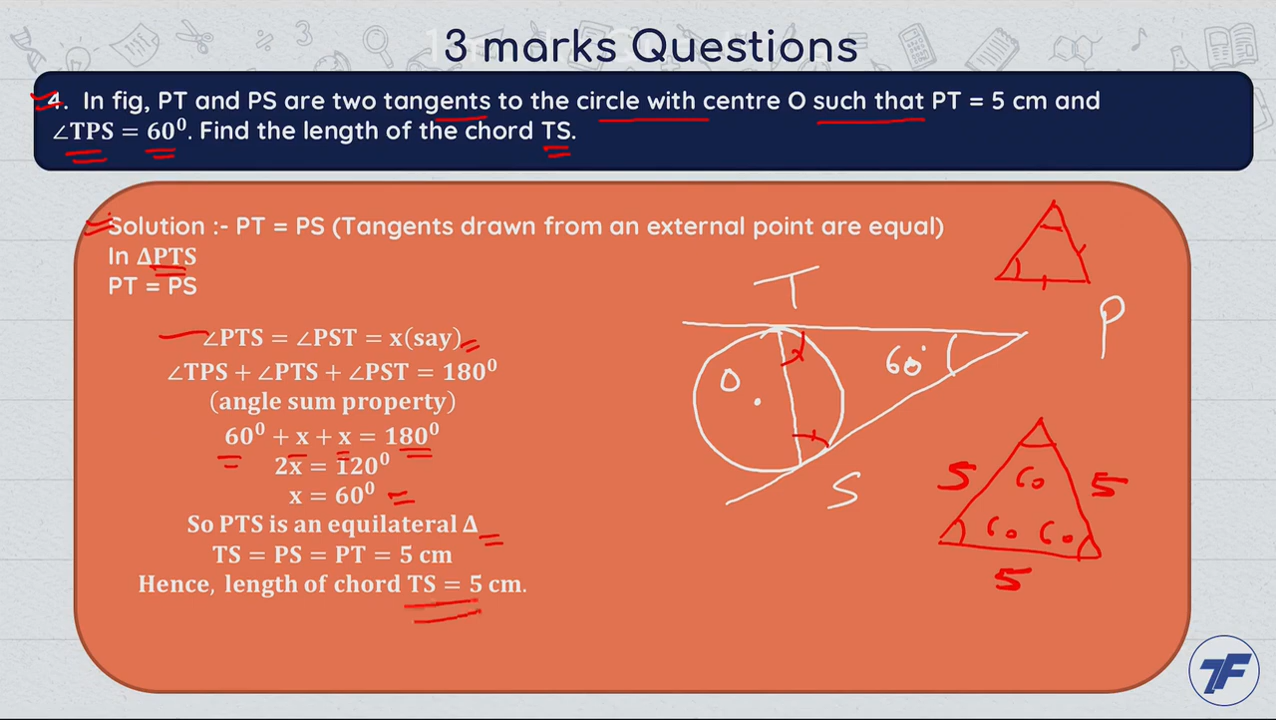 3 marks Questions
4. In fig, PT and PS are two tangents to the circle with centre O such that PT = 5 cm and
∠TPS = 60⁰. Find the length of the chord TS.
Solution :- PT = PS (Tangents drawn from an external point are equal)
In ΔPTS
PT = PS
∠PTS = ∠PST = x(say)
∠TPS + ∠PTS + ∠PST = 180⁰
(angle sum property)
60⁰ + x + x = 180⁰
2x = 120⁰
x = 60⁰
So PTS is an equilateral Δ
TS = PS = PT = 5 cm
Hence, length of chord TS = 5 cm.
T
P
O
60°
S
5
60
5
60
60
5
7F